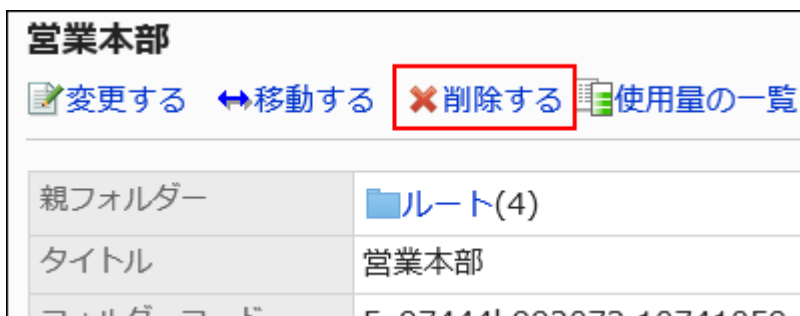 営業本部
変更する 移動する 削除する 使用量の一覧
親フォルダー ルート(4)
タイトル 営業本部